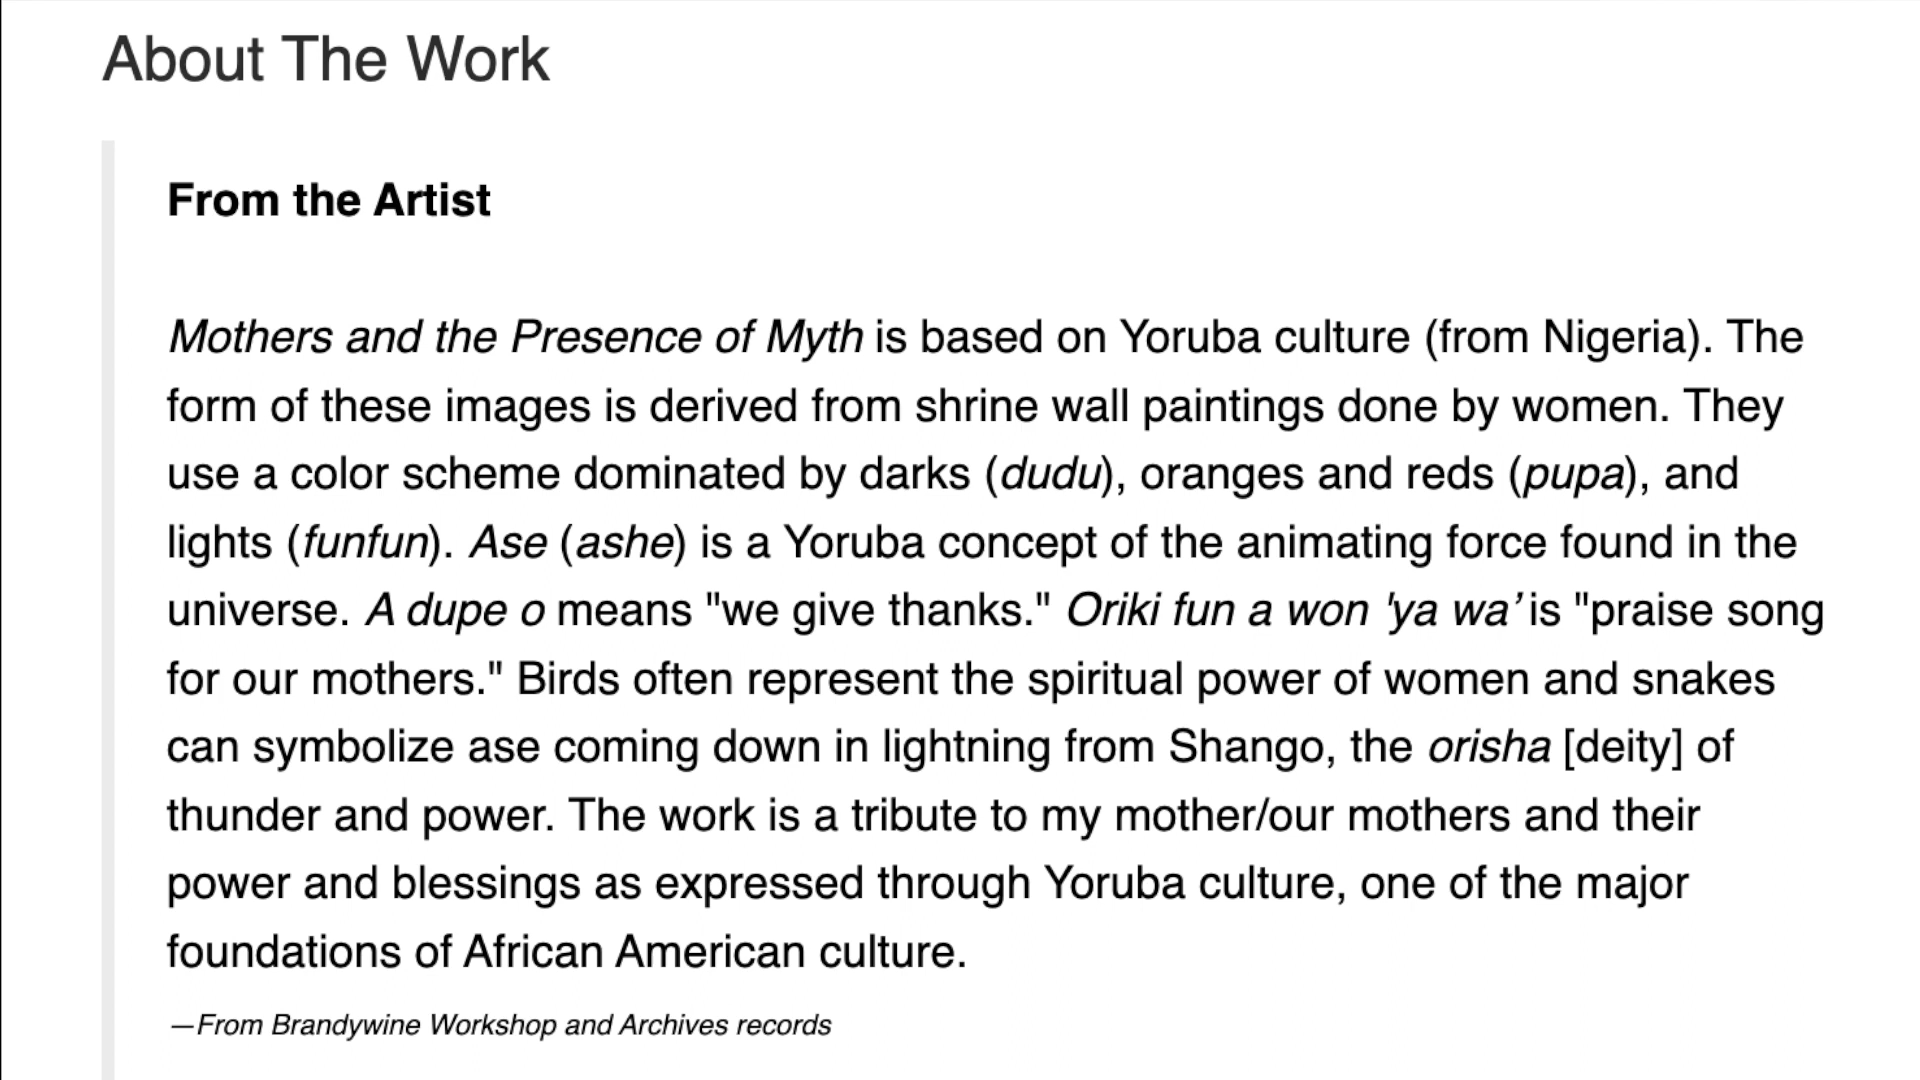 About The Work
From the Artist
Mothers and the Presence of Myth is based on Yoruba culture (from Nigeria). The
form of these images is derived from shrine wall paintings done by women. They
use a color scheme dominated by darks (dudu), oranges and reds (pupa), and
lights (funfun). Ase (ashe) is a Yoruba concept of the animating force found in the
universe. A dupe o means "we give thanks." Oriki fun a won 'ya wa’ is "praise song
for our mothers." Birds often represent the spiritual power of women and snakes
can symbolize ase coming down in lightning from Shango, the orisha [deity] of
thunder and power. The work is a tribute to my mother/our mothers and their
power and blessings as expressed through Yoruba culture, one of the major
foundations of African American culture.
—From Brandywine Workshop and Archives records